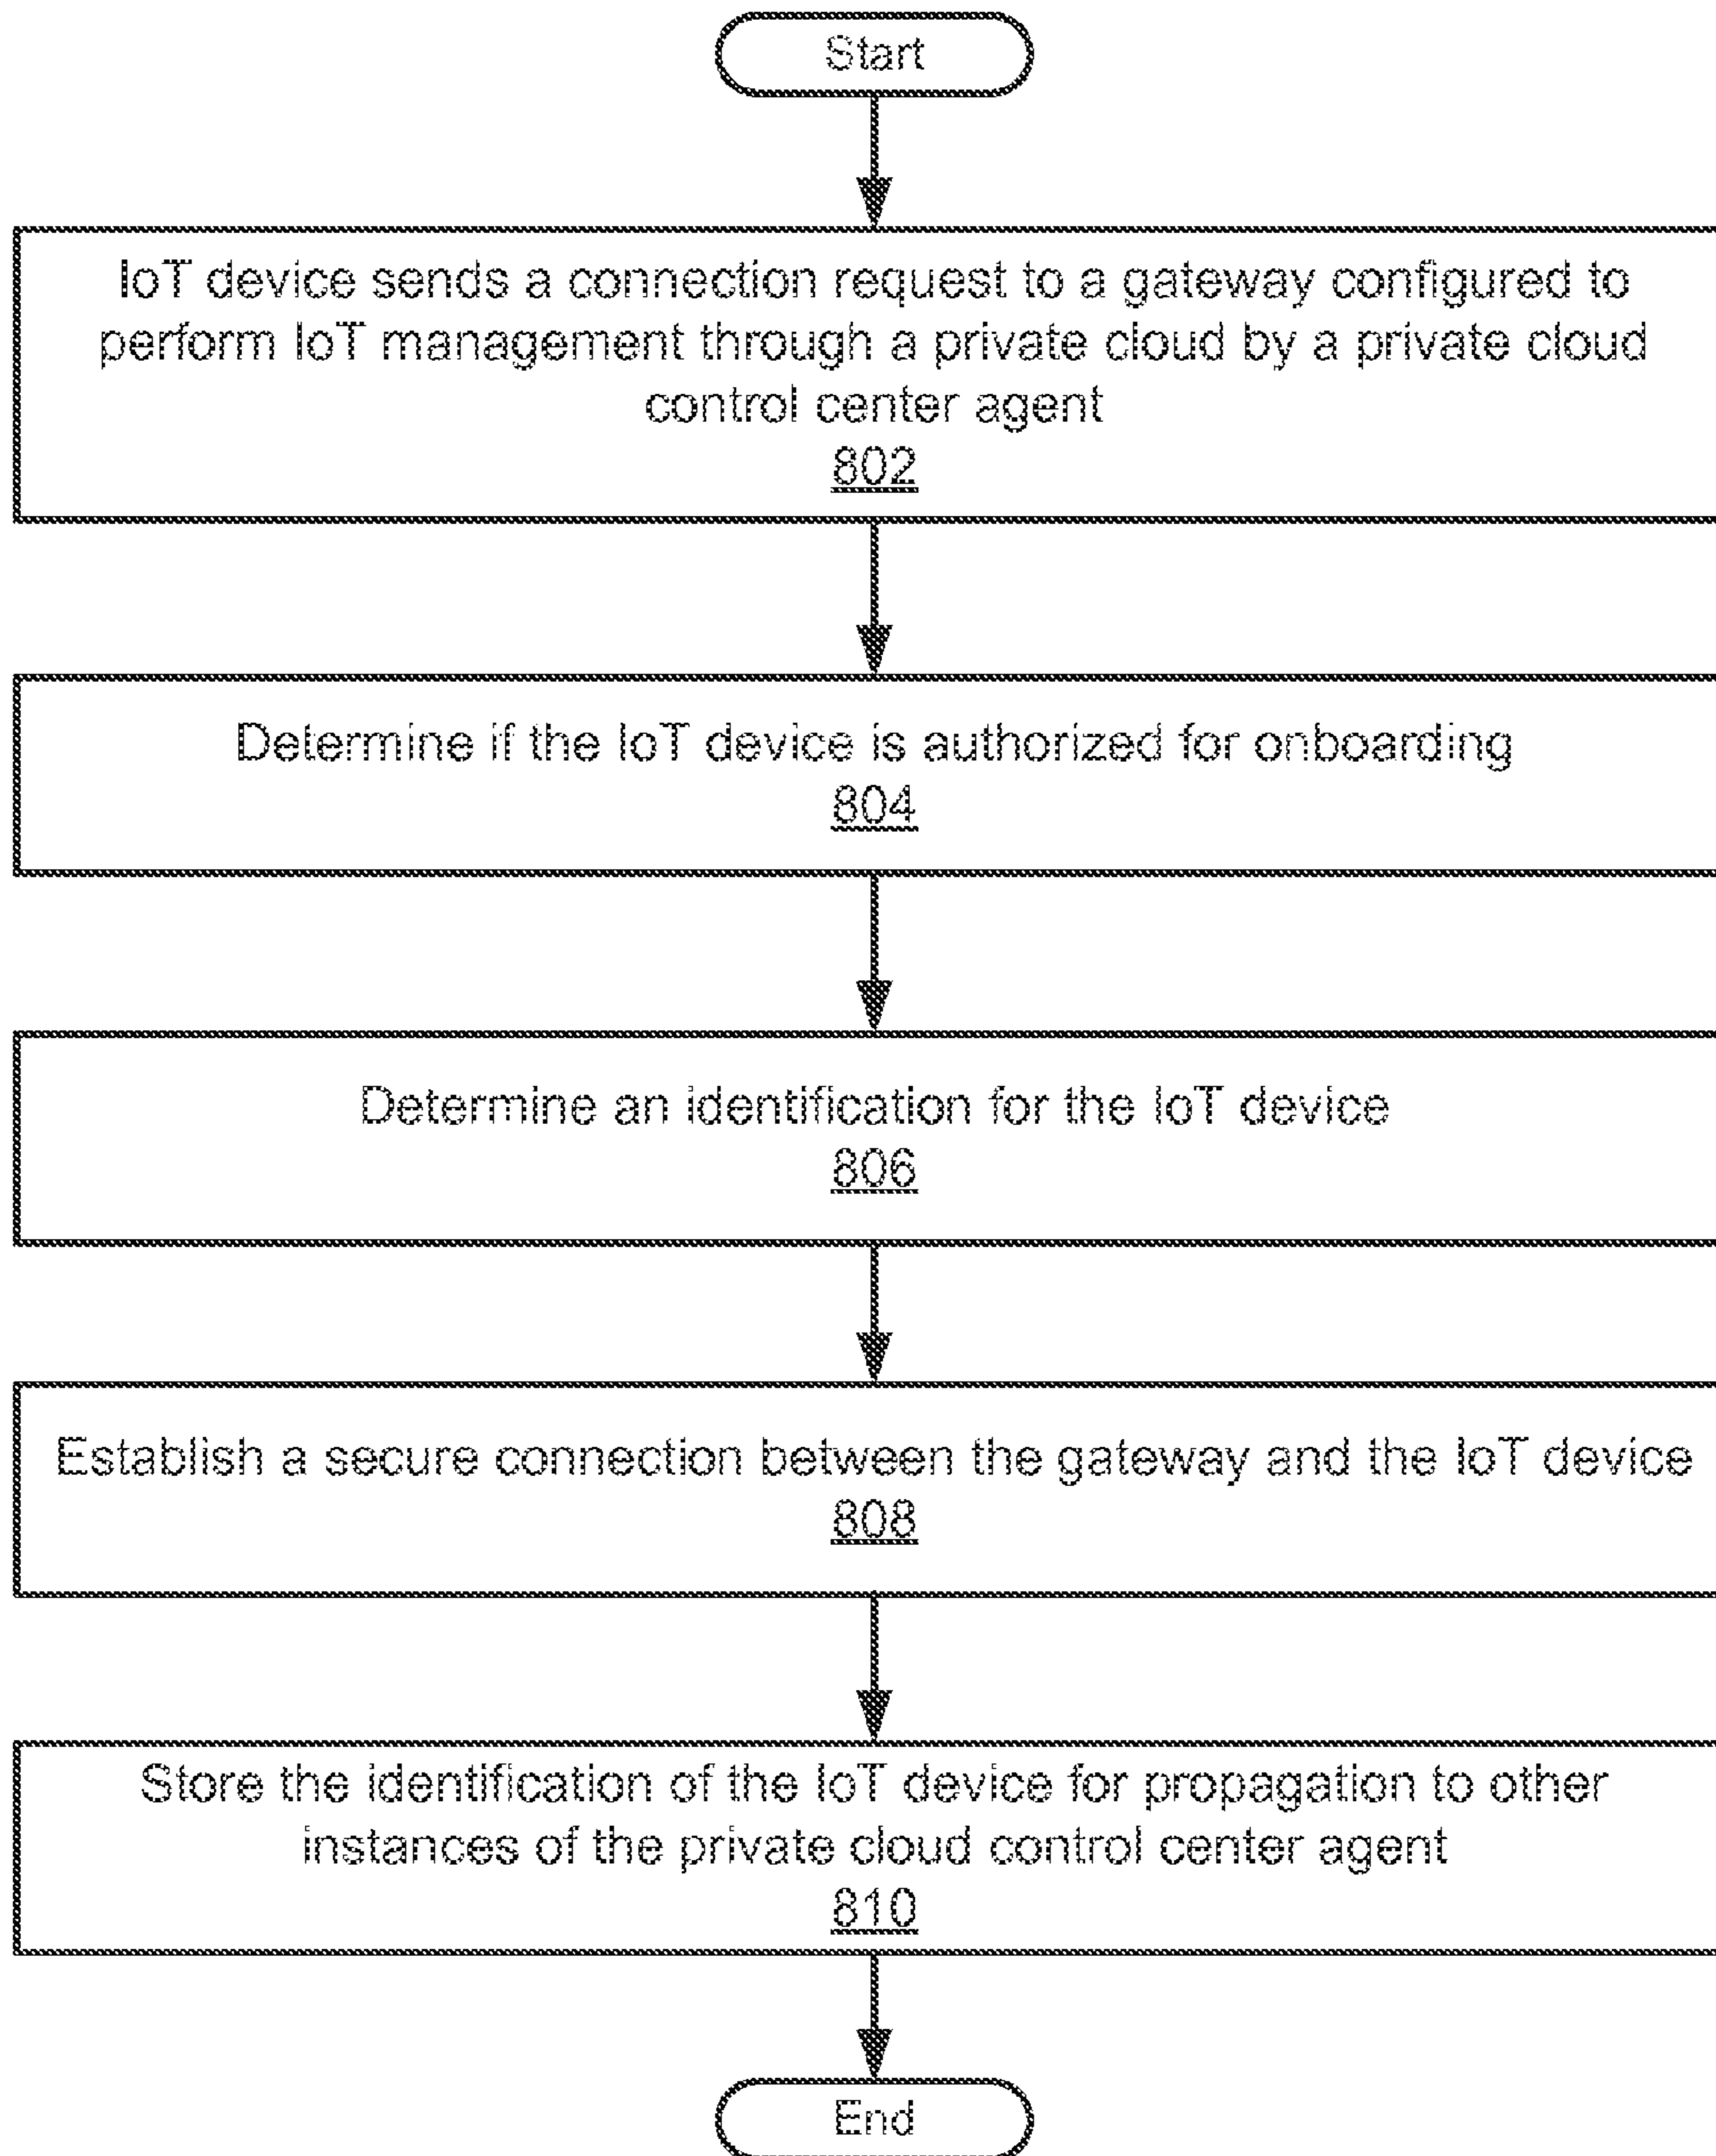 Start
IoT device sends a connection request to a gateway configured to
perform IoT management through a private cloud by a private cloud
control center agent
802
Determine if the IoT device is authorized for onboarding
804
Determine an identification for the IoT device
806
Establish a secure connection between the gateway and the IoT device
808
Store the identification of the IoT device for propagation to other
instances of the private cloud control center agent
810
End